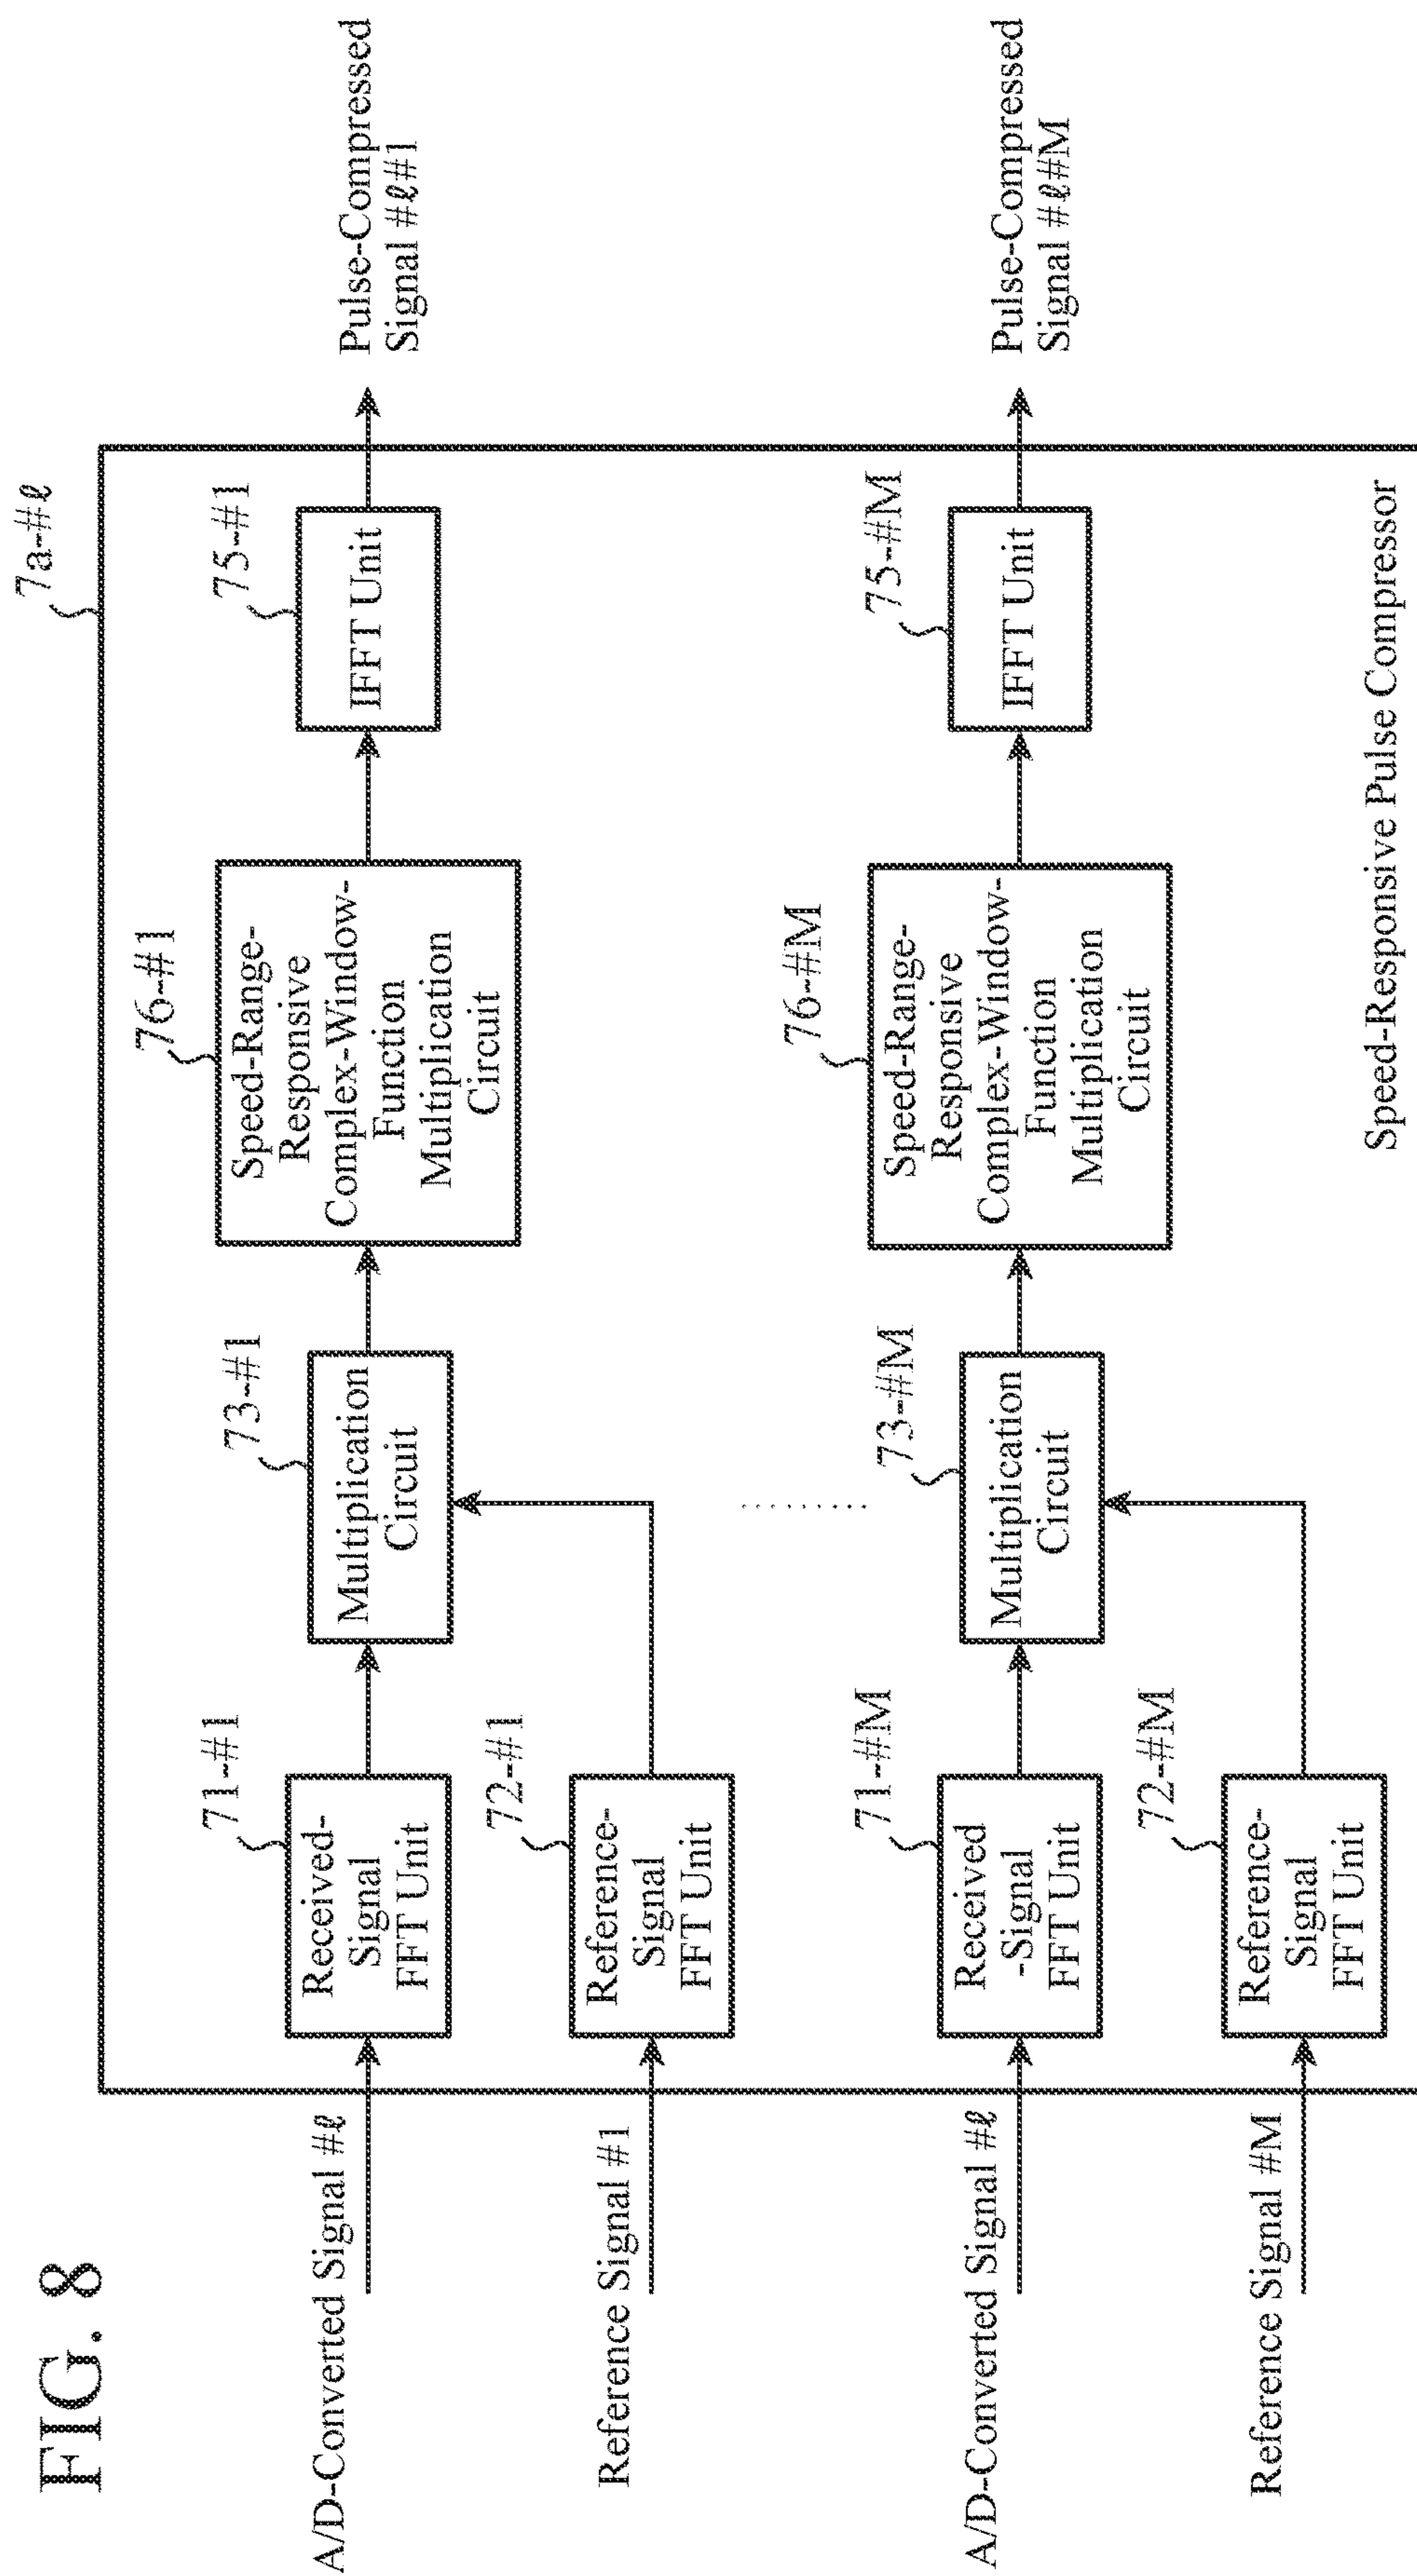 FIG. 8
7a-#ℓ
A/D-Converted Signal #ℓ
71-#1
Received-
Signal
FFT Unit
73-#1
Multiplication
Circuit
76-#1
Speed-Range-
Responsive
Complex-Window-
Function
Multiplication
Circuit
75-#1
IFFT Unit
Pulse-Compressed
Signal #ℓ#1
Reference Signal #1
72-#1
Reference-
Signal
FFT Unit
A/D-Converted Signal #ℓ
71-#M
Received
-Signal
FFT Unit
73-#M
Multiplication
Circuit
76-#M
Speed-Range-
Responsive
Complex-Window-
Function
Multiplication
Circuit
75-#M
IFFT Unit
Pulse-Compressed
Signal #ℓ#M
Reference Signal #M
72-#M
Reference-
Signal
FFT Unit
Speed-Responsive Pulse Compressor